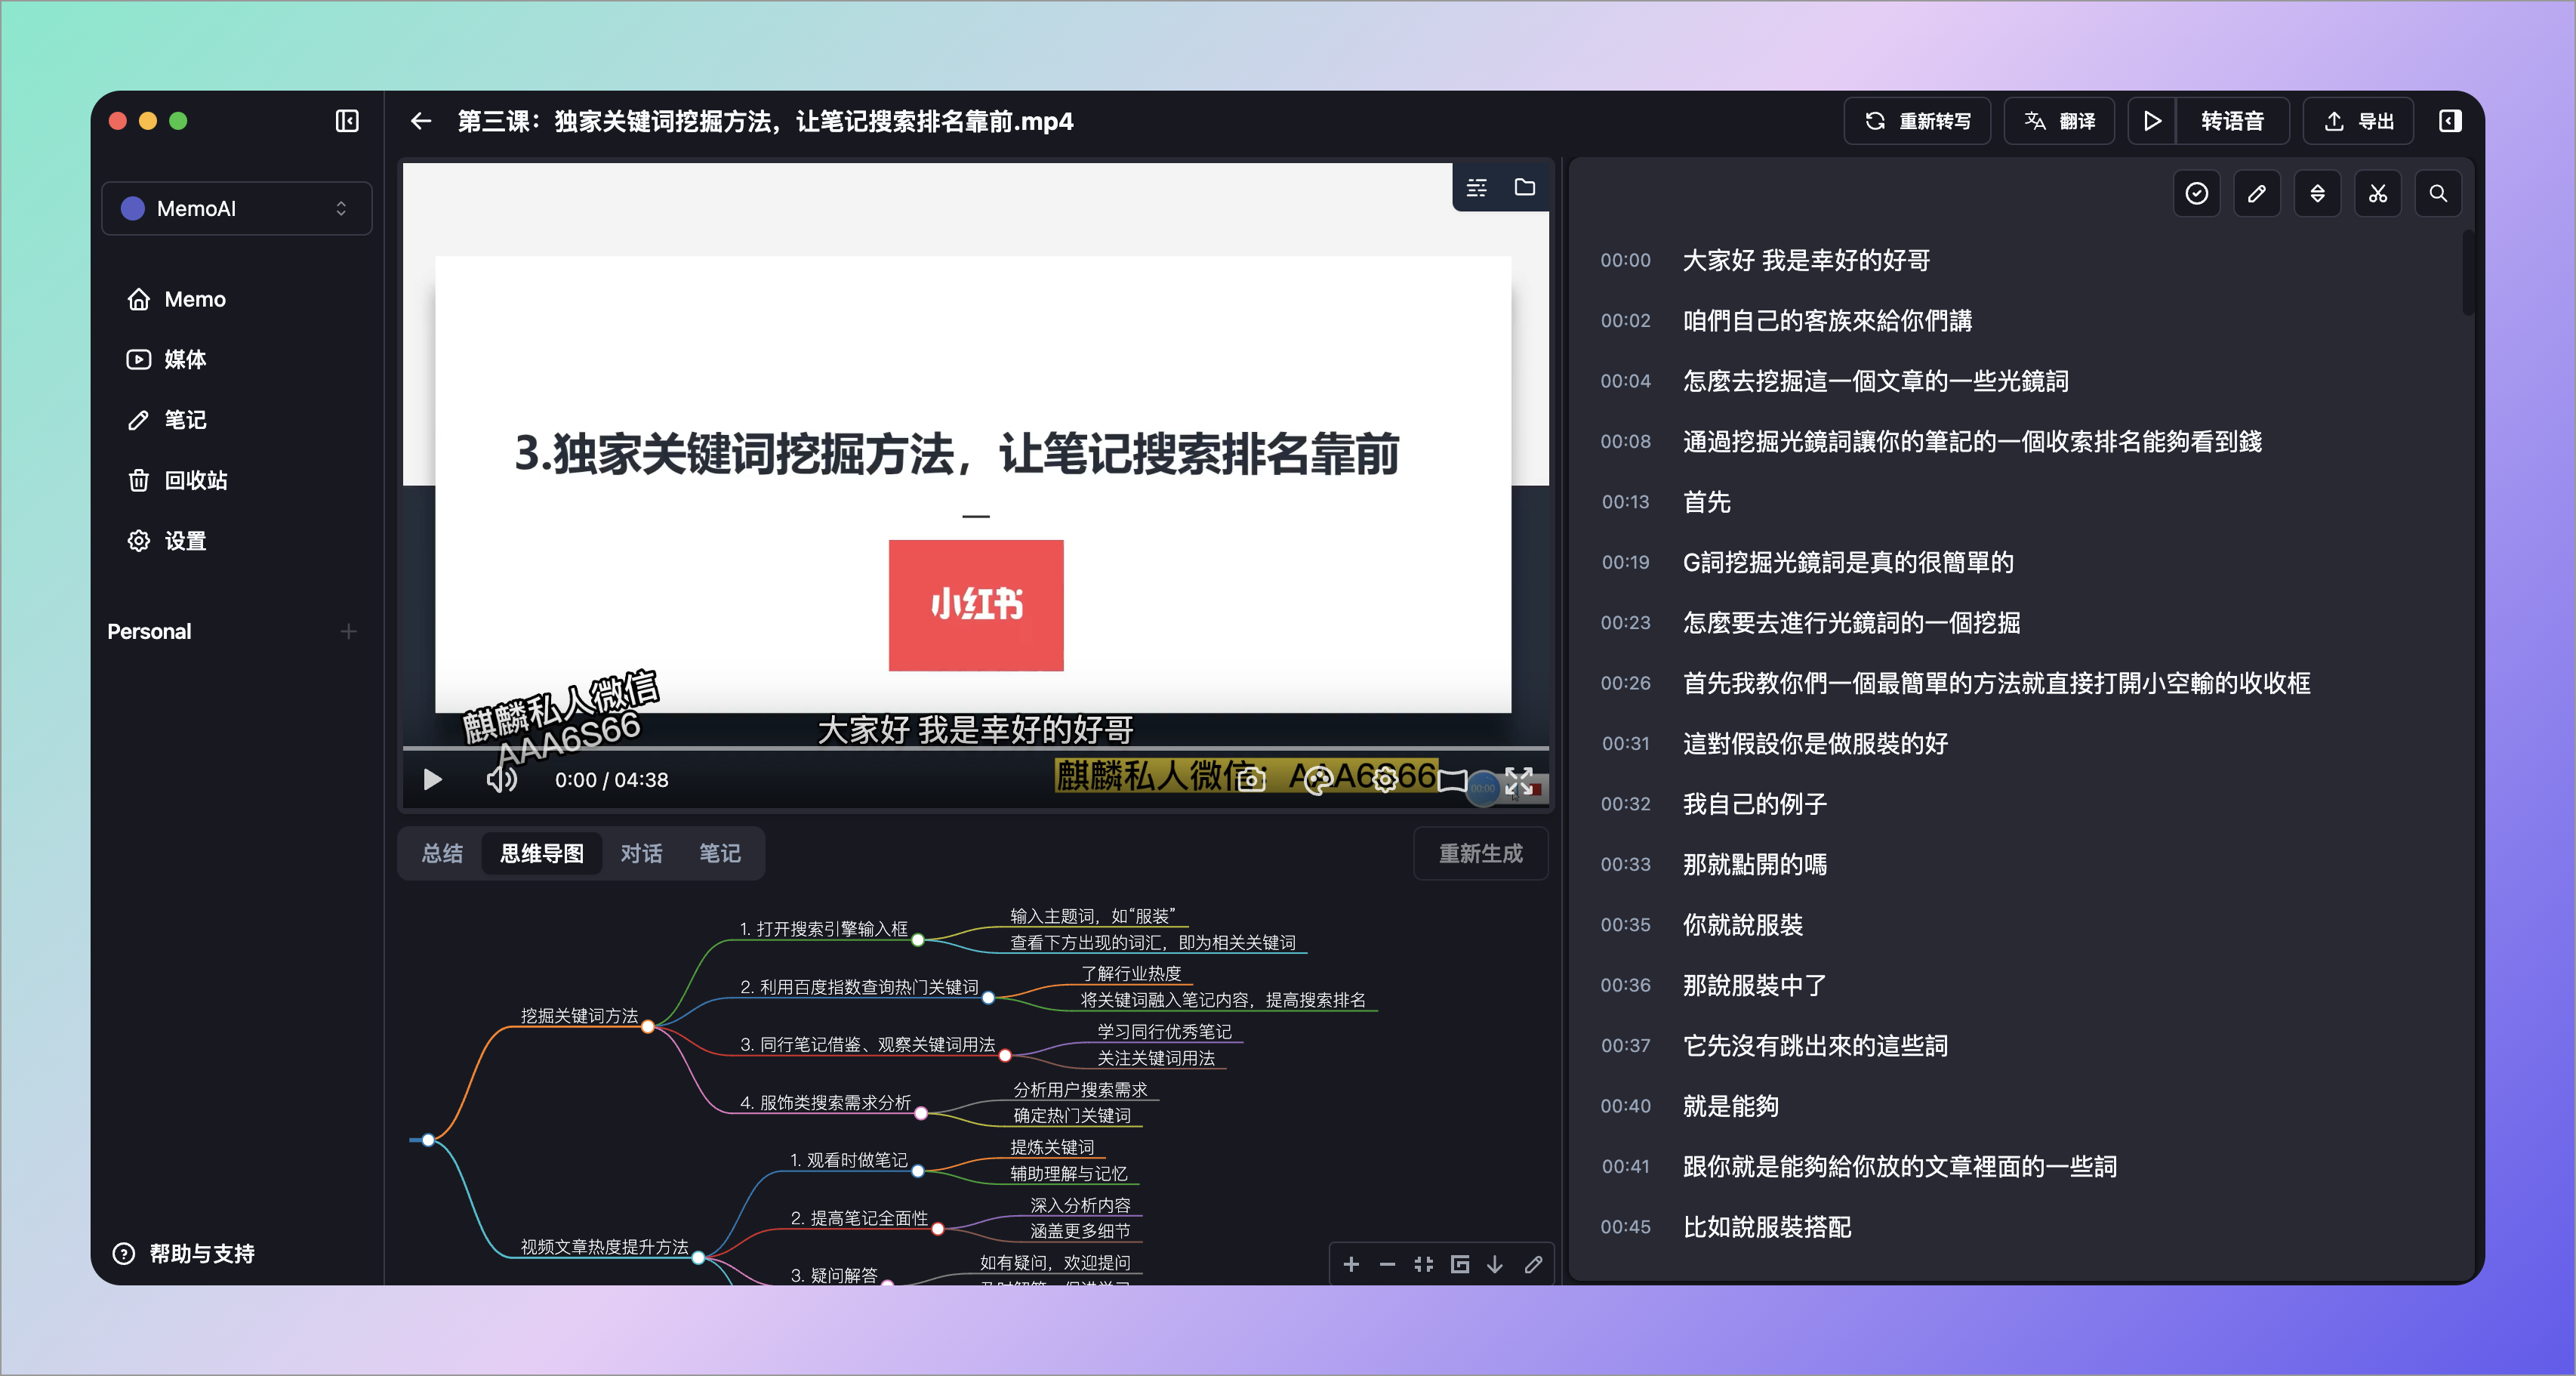 第三课：独家关键词挖掘方法，让笔记搜索排名靠前.mp4
重新转写
翻译
转语音
导出
MemoAI
Memo
媒体
笔记
回收站
设置
Personal
帮助与支持
3.独家关键词挖掘方法，让笔记搜索排名靠前
小红书
麒麟私人微信
AAA6S66
大家好 我是幸好的好哥
0:00 / 04:38
麒麟私人微信：AAA6S66
00:00
总结
思维导图
对话
笔记
重新生成
挖掘关键词方法
1. 打开搜索引擎输入框
输入主题词，如“服装”
查看下方出现的词汇，即为相关关键词
2. 利用百度指数查询热门关键词
了解行业热度
将关键词融入笔记内容，提高搜索排名
3. 同行笔记借鉴、观察关键词用法
学习同行优秀笔记
关注关键词用法
4. 服饰类搜索需求分析
分析用户搜索需求
确定热门关键词
视频文章热度提升方法
1. 观看时做笔记
提炼关键词
辅助理解与记忆
2. 提高笔记全面性
深入分析内容
涵盖更多细节
3. 疑问解答
如有疑问，欢迎提问
00:00 大家好 我是幸好的好哥
00:02 咱們自己的客族來給你們講
00:04 怎麼去挖掘這一個文章的一些光鏡詞
00:08 通過挖掘光鏡詞讓你的筆記的一個收索排名能夠看到錢
00:13 首先
00:19 G詞挖掘光鏡詞是真的很簡單的
00:23 怎麼要去進行光鏡詞的一個挖掘
00:26 首先我教你們一個最簡單的方法就直接打開小空輸的收收框
00:31 這對假設你是做服裝的好
00:32 我自己的例子
00:33 那就點開的嗎
00:35 你就說服裝
00:36 那說服裝中了
00:37 它先沒有跳出來的這些詞
00:40 就是能夠
00:41 跟你就是能夠給你放的文章裡面的一些詞
00:45 比如說服裝搭配